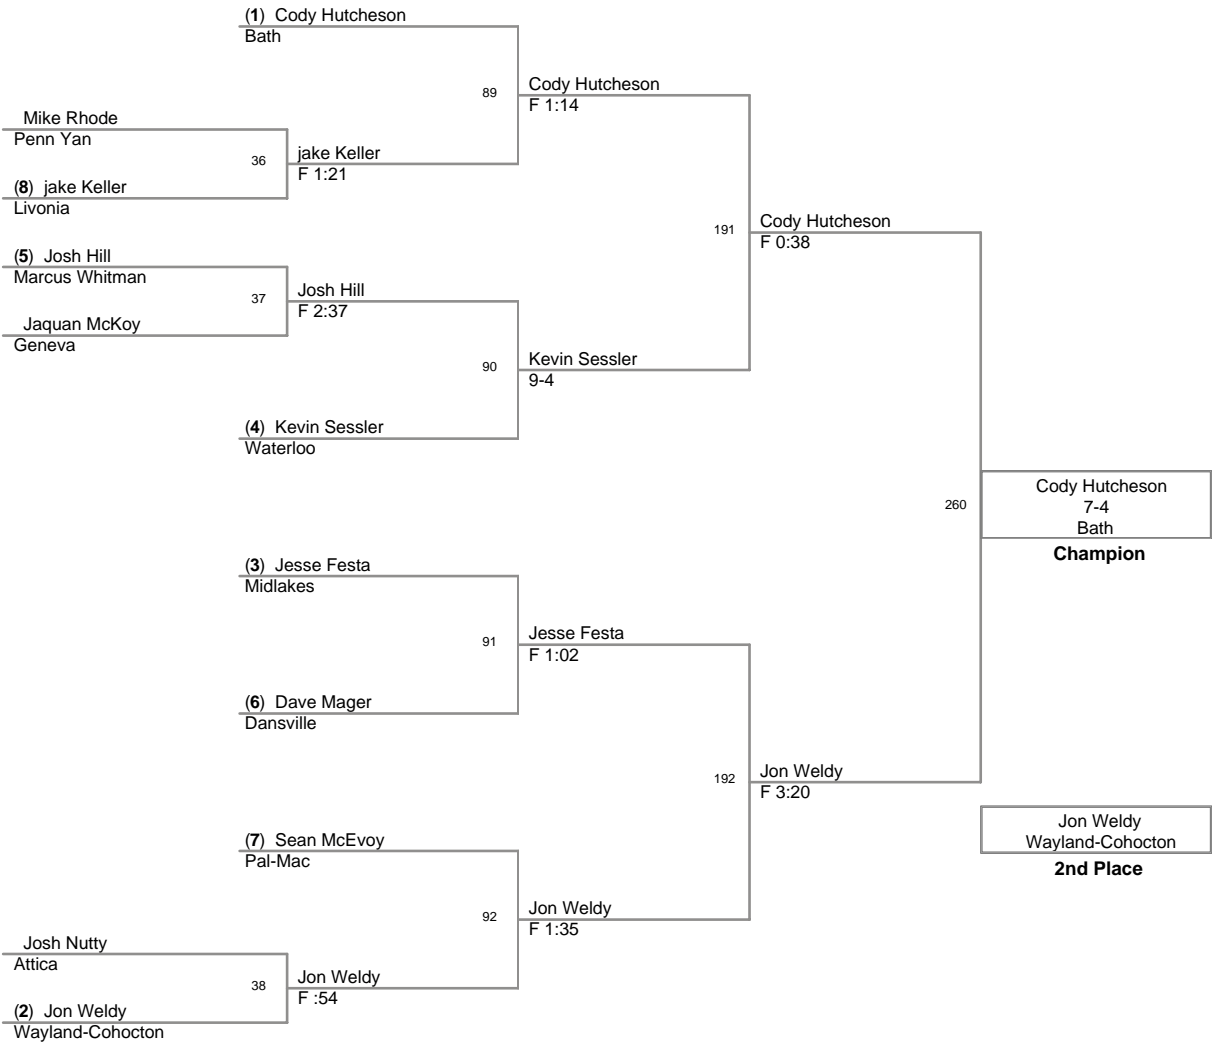 (1) Cody Hutcheson
Bath
89
Cody Hutcheson
F 1:14
Mike Rhode
Penn Yan
36
jake Keller
F 1:21
(8) jake Keller
Livonia
191
Cody Hutcheson
F 0:38
(5) Josh Hill
Marcus Whitman
37
Josh Hill
F 2:37
Jaquan McKoy
Geneva
90
Kevin Sessler
9-4
(4) Kevin Sessler
Waterloo
260
Cody Hutcheson
7-4
Bath
Champion
(3) Jesse Festa
Midlakes
91
Jesse Festa
F 1:02
(6) Dave Mager
Dansville
192
Jon Weldy
F 3:20
Jon Weldy
Wayland-Cohocton
2nd Place
(7) Sean McEvoy
Pal-Mac
92
Jon Weldy
F 1:35
Josh Nutty
Attica
38
Jon Weldy
F :54
(2) Jon Weldy
Wayland-Cohocton